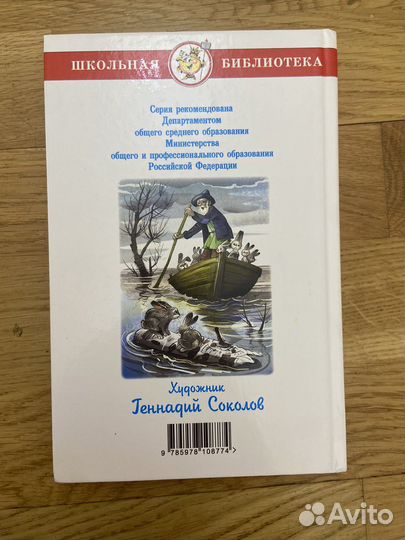 ШКОЛЬНАЯ БИБЛИОТЕКА
Серия рекомендована
Департаментом
общего среднего образования
Министерства
общего и профессионального образования
Российской Федерации
Художник
Геннадий Соколов
9 785978 108774 >
Avito